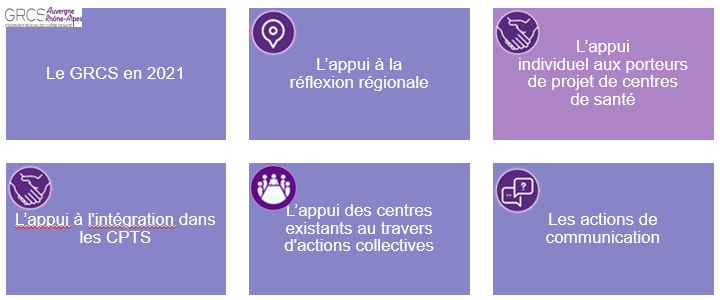 GRCS Auvergne
Rhône-Alpes
Le GRCS en 2021
L'appui à la
réflexion régionale
L'appui
individuel aux porteurs
de projet de centres
de santé
L'appui à l'intégration dans
les CPTS
L'appui des centres
existants au travers
d'actions collectives
Les actions de
communication